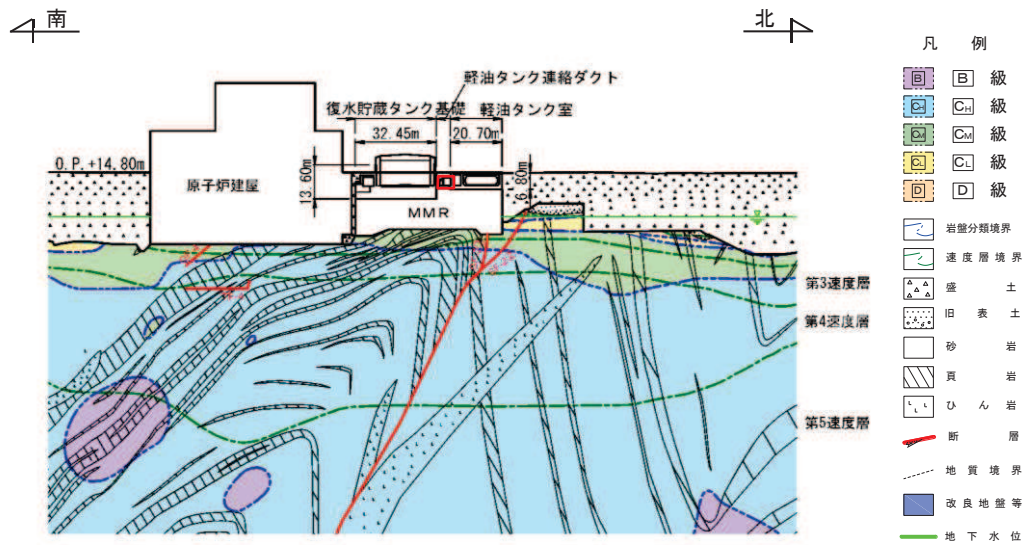 南
北
軽油タンク連絡ダクト
復水貯蔵タンク基礎
軽油タンク室
32.45m
20.70m
O.P.+14.80m
原子炉建屋
13.60m
6.80m
MMR
第3速度層
第4速度層
第5速度層
凡 例
B B 級
CH CH 級
CM CM 級
CL CL 級
D D 級
岩盤分類境界
速度層境界
盛土
旧表土
砂岩
頁岩
ひん岩
断層
地質境界
改良地盤等
地下水位